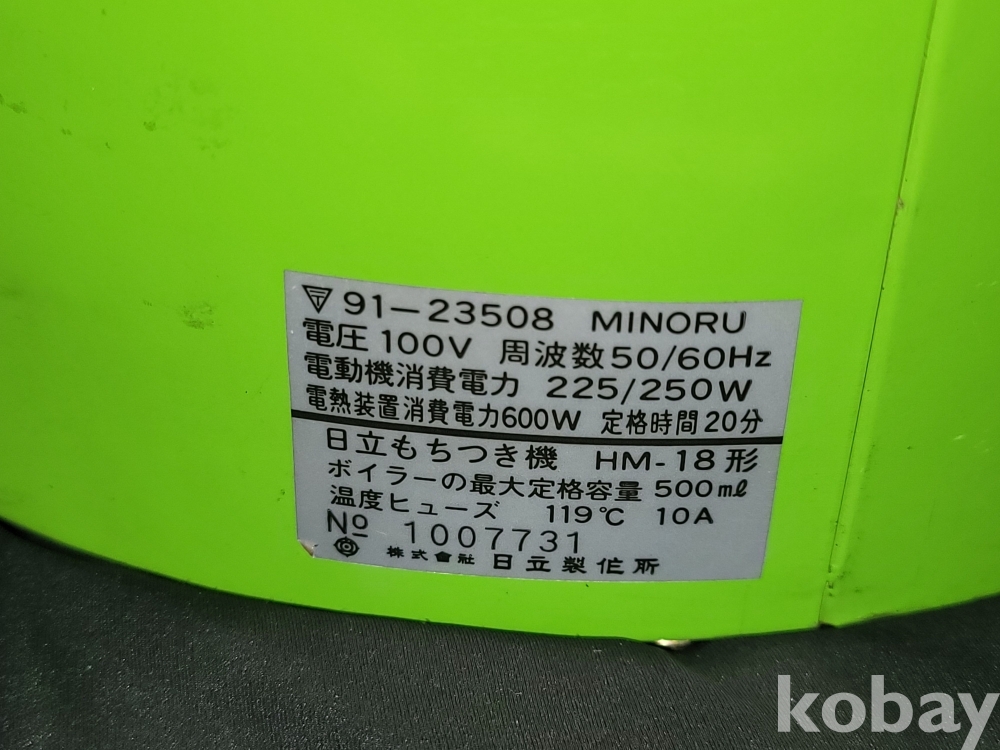 91-23508 MINORU
電圧 100V 周波数 50/60Hz
電動機消費電力 225/250W
電熱装置消費電力600W 定格時間20分
日立もちつき機 HM-18形
ボイラーの最大定格容量 500㎖
温度ヒューズ 119℃ 10A
№ 1007731
株式會社 日立製作所
kobay